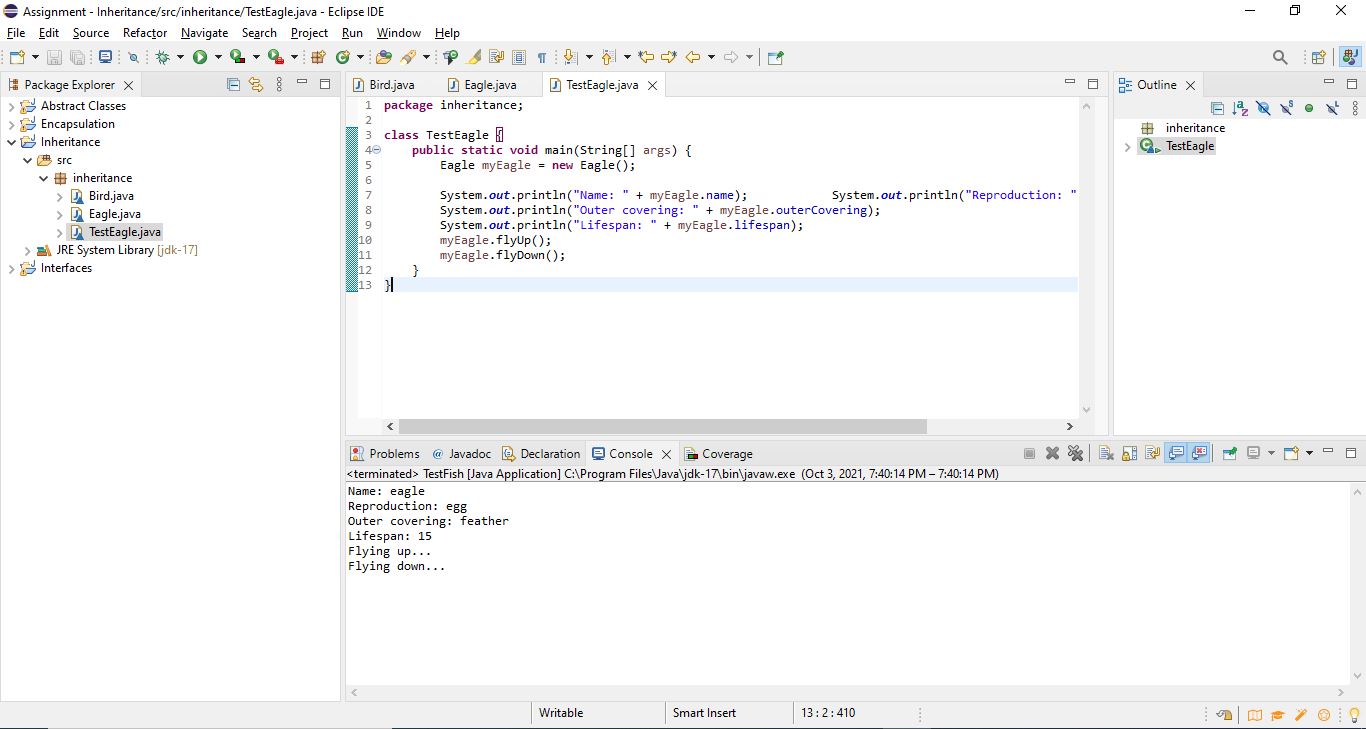 Assignment - Inheritance/src/inheritance/TestEagle.java - Eclipse IDE
File Edit Source Refactor Navigate Search Project Run Window Help
Package Explorer
Abstract Classes
Encapsulation
Inheritance
src
inheritance
Bird.java
Eagle.java
TestEagle.java
JRE System Library [jdk-17]
Interfaces
Bird.java Eagle.java TestEagle.java
1 package inheritance;
2
3 class TestEagle {
4 public static void main(String[] args) {
5 Eagle myEagle = new Eagle();
6
7 System.out.println("Name: " + myEagle.name); System.out.println("Reproduction: "
8 System.out.println("Outer covering: " + myEagle.outerCovering);
9 System.out.println("Lifespan: " + myEagle.lifespan);
10 myEagle.flyUp();
11 myEagle.flyDown();
12 }
13 }
Outline
inheritance
TestEagle
Problems @ Javadoc Declaration Console Coverage
<terminated> TestFish [Java Application] C:\Program Files\Java\jdk-17\bin\javaw.exe (Oct 3, 2021, 7:40:14 PM – 7:40:14 PM)
Name: eagle
Reproduction: egg
Outer covering: feather
Lifespan: 15
Flying up...
Flying down...
Writable Smart Insert 13 : 2 : 410